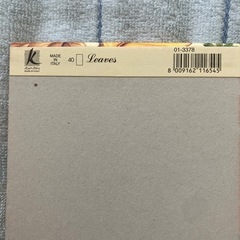 K
MADE
IN
ITALY
40
Leaves
01-3378
8 009162 116545